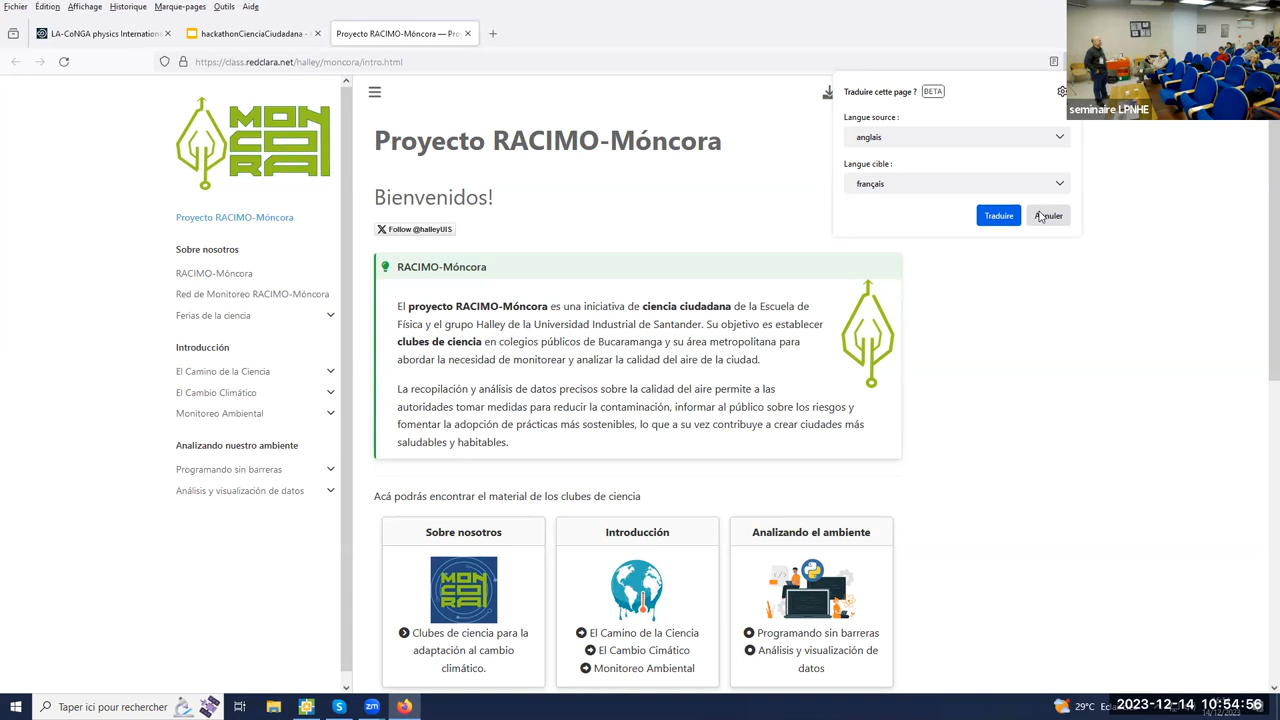 Fichier Édition Affichage Historique Marque-pages Outils Aide
LA-CoNGA physics Internation
hackathonCienciaCiudadana -
Proyecto RACIMO-Móncora — Pro
https://class.redclara.net/halley/moncora/intro.html
MONCORA
Proyecto RACIMO-Móncora
Sobre nosotros
RACIMO-Móncora
Red de Monitoreo RACIMO-Móncora
Ferias de la ciencia
Introducción
El Camino de la Ciencia
El Cambio Climático
Monitoreo Ambiental
Analizando nuestro ambiente
Programando sin barreras
Análisis y visualización de datos
Proyecto RACIMO-Móncora
Bienvenidos!
Follow @halleyUIS
RACIMO-Móncora
El proyecto RACIMO-Móncora es una iniciativa de ciencia ciudadana de la Escuela de
Física y el grupo Halley de la Universidad Industrial de Santander. Su objetivo es establecer
clubes de ciencia en colegios públicos de Bucaramanga y su área metropolitana para
abordar la necesidad de monitorear y analizar la calidad del aire de la ciudad.
La recopilación y análisis de datos precisos sobre la calidad del aire permite a las
autoridades tomar medidas para reducir la contaminación, informar al público sobre los riesgos y
fomentar la adopción de prácticas más sostenibles, lo que a su vez contribuye a crear ciudades más
saludables y habitables.
Acá podrás encontrar el material de los clubes de ciencia
Sobre nosotros
MONCORA
Clubes de ciencia para la
adaptación al cambio
climático.
Introducción
El Camino de la Ciencia
El Cambio Cimático
Monitoreo Ambiental
Analizando el ambiente
Programando sin barreras
Análisis y visualización de
datos
Traduire cette page ? BETA
Langue source :
anglais
Langue cible :
français
Traduire
Annuler
seminaire LPNHE
Taper ici pour rechercher
29°C
2023-12-14 10:54:56